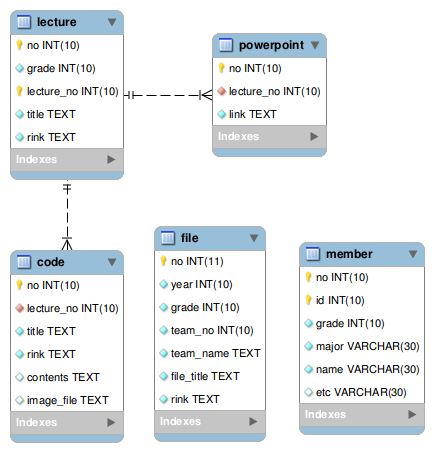 lecture
no INT(10)
grade INT(10)
lecture_no INT(10)
title TEXT
rink TEXT
Indexes
powerpoint
no INT(10)
lecture_no INT(10)
link TEXT
Indexes
code
no INT(10)
lecture_no INT(10)
title TEXT
rink TEXT
contents TEXT
image_file TEXT
Indexes
file
no INT(11)
year INT(10)
grade INT(10)
team_no INT(10)
team_name TEXT
file_title TEXT
rink TEXT
Indexes
member
no INT(10)
id INT(10)
grade INT(10)
major VARCHAR(30)
name VARCHAR(30)
etc VARCHAR(30)
Indexes